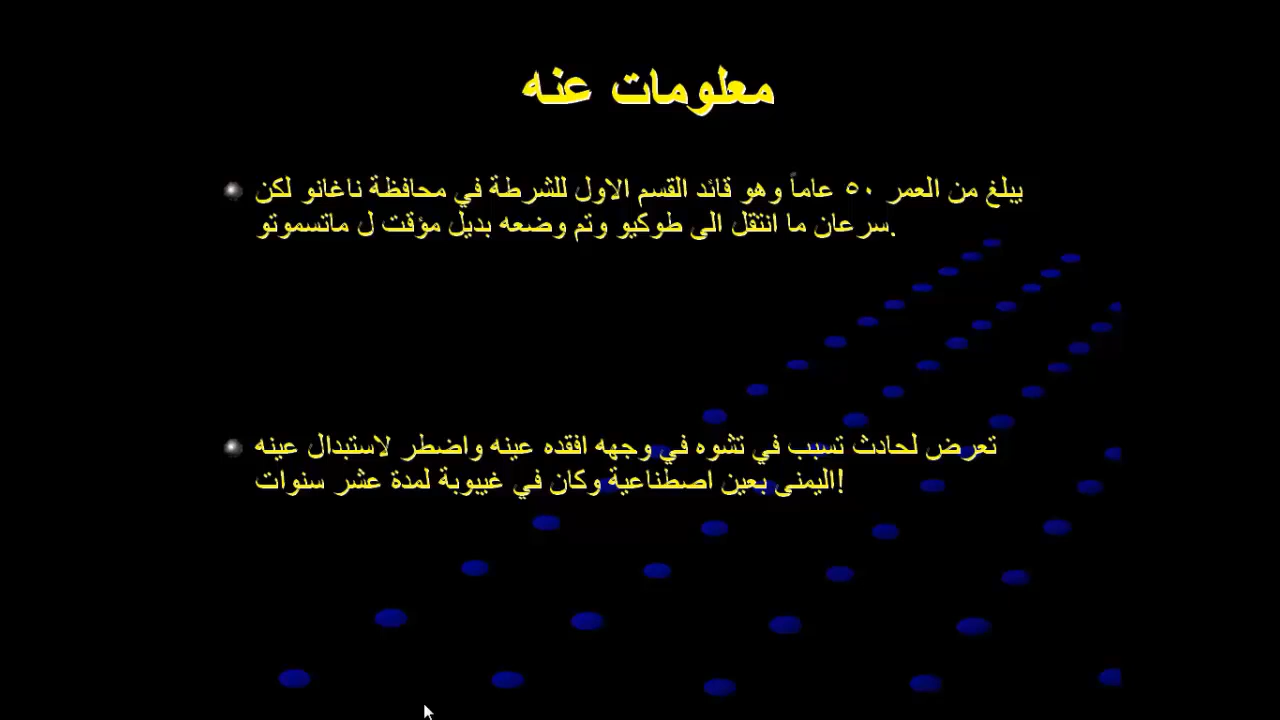 معلومات عنه
يبلغ من العمر ٥٠ عاماً وهو قائد القسم الاول للشرطة في محافظة ناغانو لكن
سرعان ما انتقل الى طوكيو وتم وضعه بديل مؤقت ل ماتسموتو.
تعرض لحادث تسبب في تشوه في وجهه افقده عينه واضطر لاستبدال عينه
اليمنى بعين اصطناعية وكان في غيبوبة لمدة عشر سنوات!